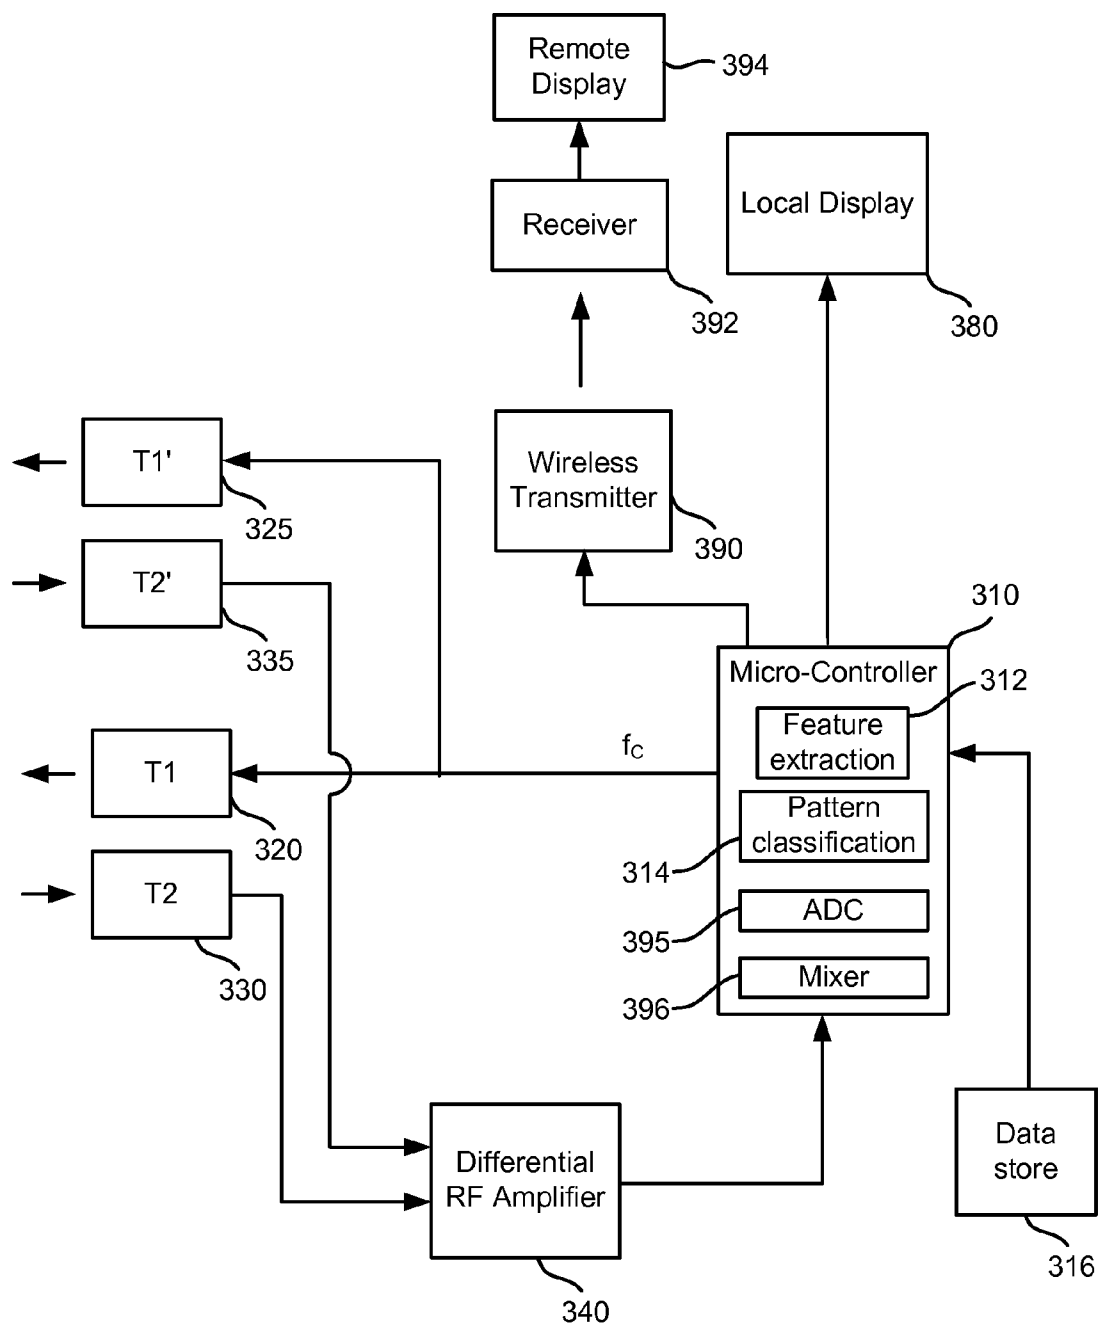 Remote
Display
394
Local Display
Receiver
392
380
T1'
Wireless
Transmitter
325
390
T2'
310
335
Micro-Controller
312
Feature
extraction
fC
T1
Pattern
classification
320
314
T2
ADC
395
330
Mixer
396
Data
store
Differential
RF Amplifier
316
340